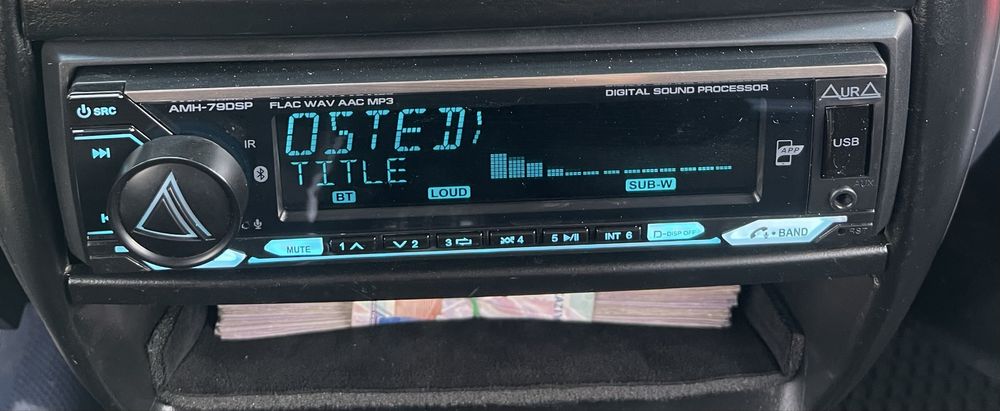 SRC
AMH-79DSP
FLAC WAV AAC MP3
DIGITAL SOUND PROCESSOR
AURA
IR
OSTED)
TITLE
BT
LOUD
SUB-W
APP
USB
AUX
MUTE
1
2
3
4
5
INT 6
D-DISP OFF
• BAND
RST